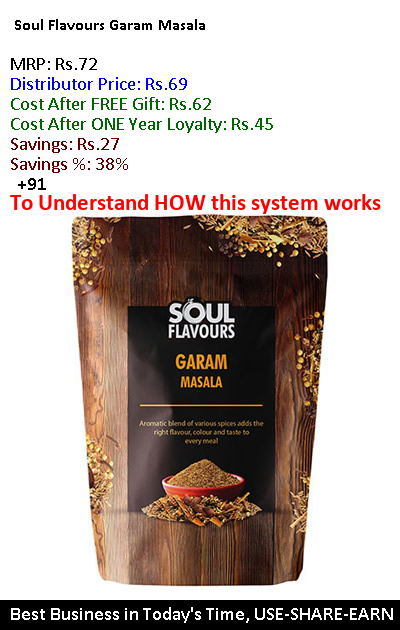 Soul Flavours Garam Masala
MRP: Rs.72
Distributor Price: Rs.69
Cost After FREE Gift: Rs.62
Cost After ONE Year Loyalty: Rs.45
Savings: Rs.27
Savings %: 38%
+91
To Understand HOW this system works
SOUL
FLAVOURS
GARAM
MASALA
Aromatic blend of various spices adds the
right flavour, colour and taste to
every meal
Best Business in Today's Time, USE-SHARE-EARN